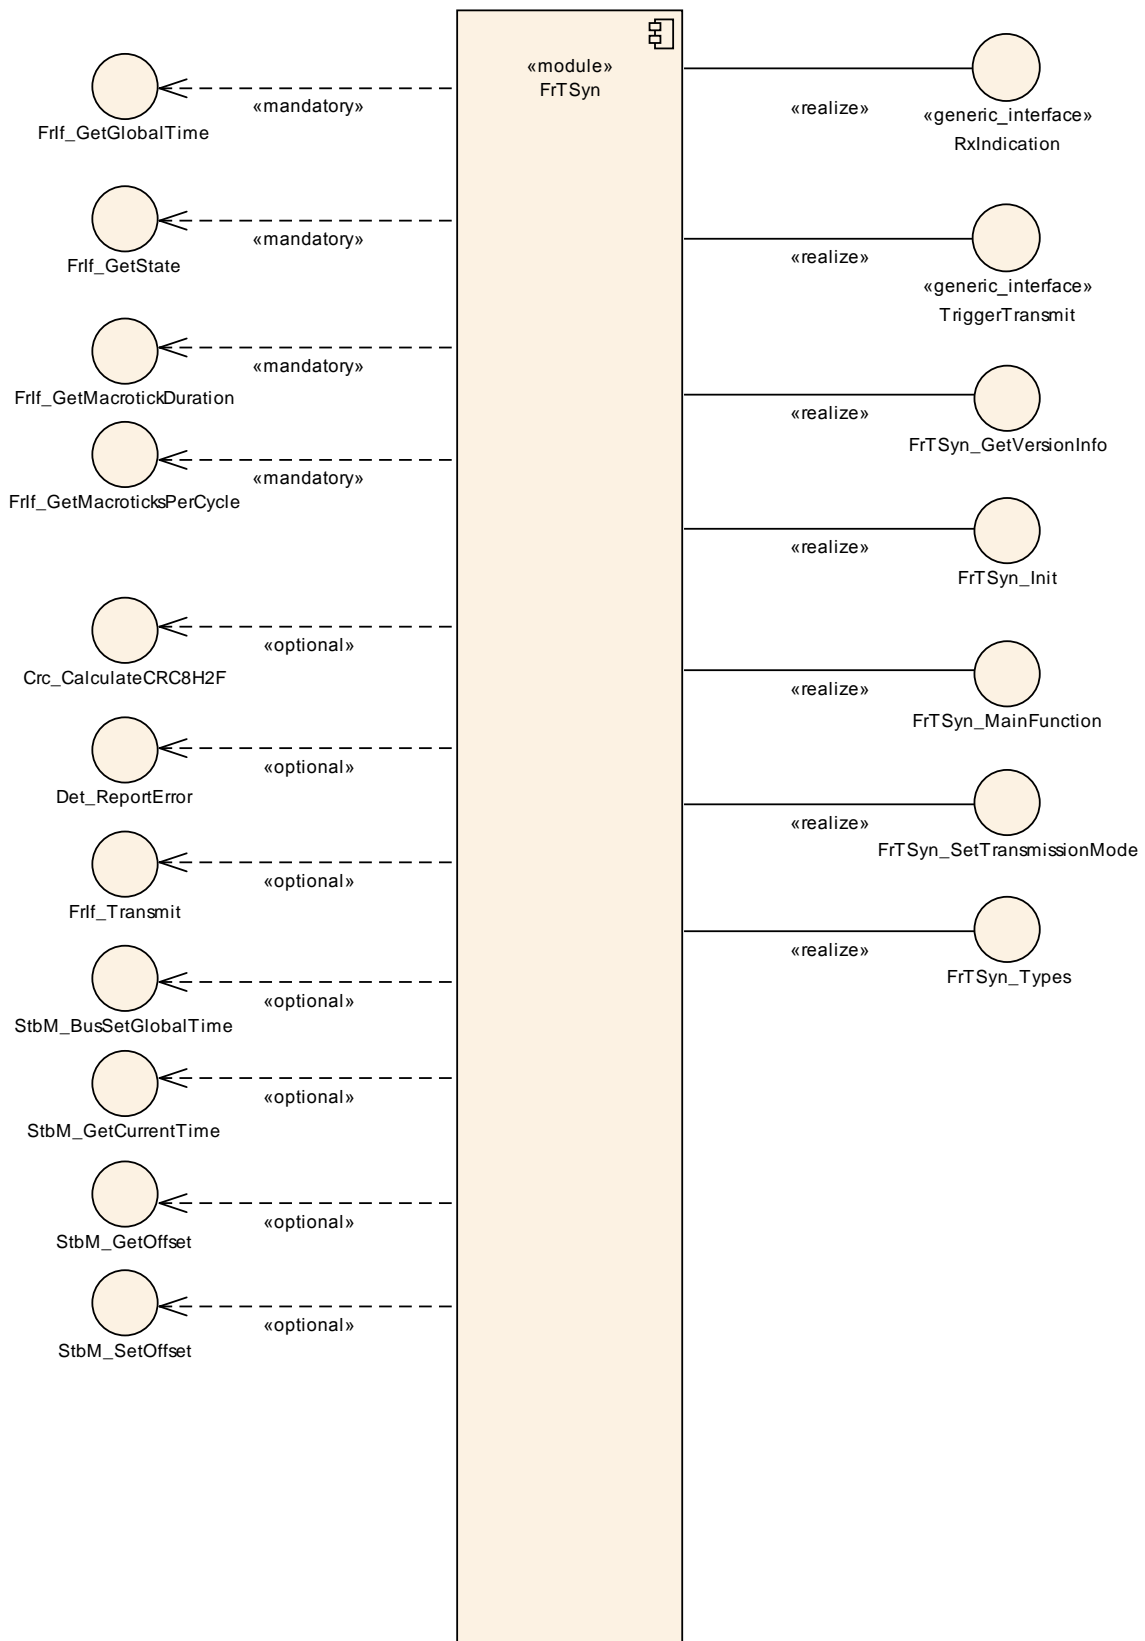 «module»
FrTSyn
«mandatory»
FrIf_GetGlobalTime
«mandatory»
FrIf_GetState
«mandatory»
FrIf_GetMacrotickDuration
«mandatory»
FrIf_GetMacroticksPerCycle
«optional»
Crc_CalculateCRC8H2F
«optional»
Det_ReportError
«optional»
FrIf_Transmit
«optional»
StbM_BusSetGlobalTime
«optional»
StbM_GetCurrentTime
«optional»
StbM_GetOffset
«optional»
StbM_SetOffset
«realize»
«generic_interface»
RxIndication
«realize»
«generic_interface»
TriggerTransmit
«realize»
FrTSyn_GetVersionInfo
«realize»
FrTSyn_Init
«realize»
FrTSyn_MainFunction
«realize»
FrTSyn_SetTransmissionMode
«realize»
FrTSyn_Types